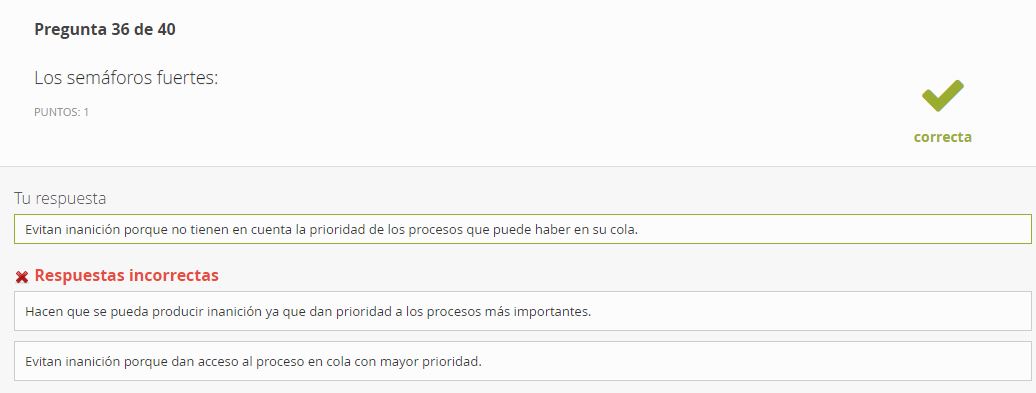 Pregunta 36 de 40
Los semáforos fuertes:
PUNTOS: 1
correcta
Tu respuesta
Evitan inanición porque no tienen en cuenta la prioridad de los procesos que puede haber en su cola.
Respuestas incorrectas
Hacen que se pueda producir inanición ya que dan prioridad a los procesos más importantes.
Evitan inanición porque dan acceso al proceso en cola con mayor prioridad.